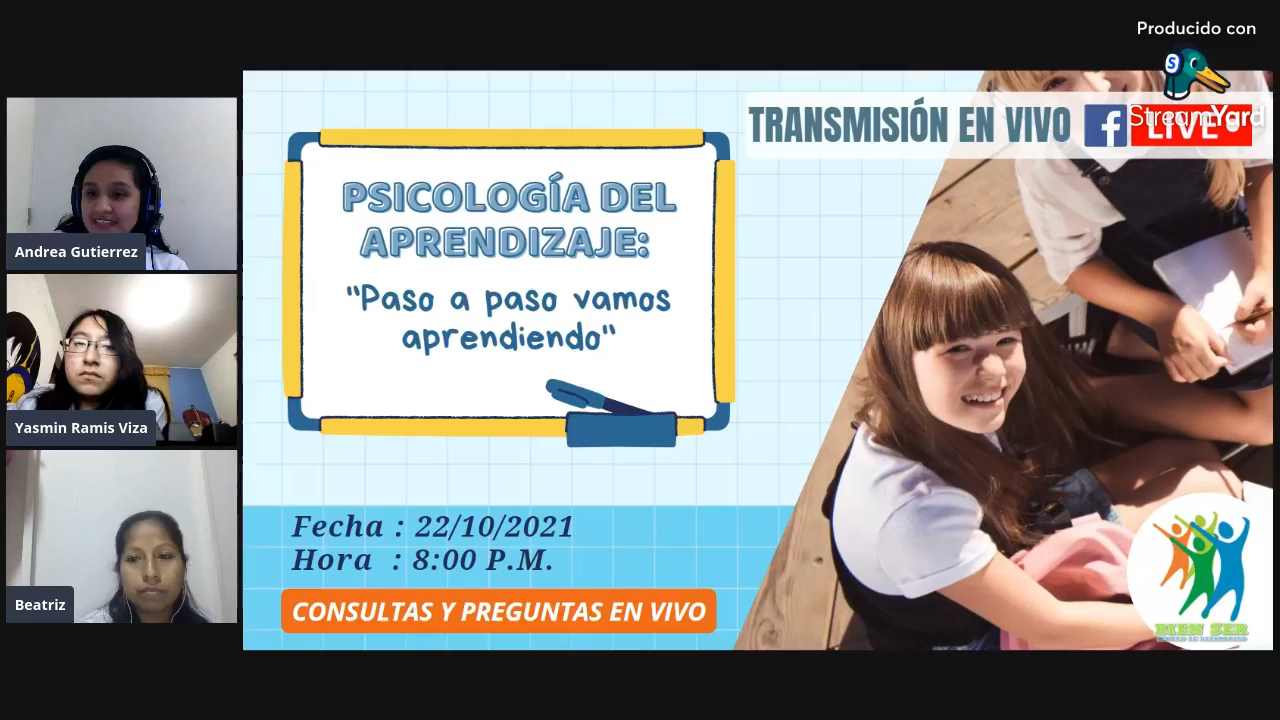 Producido con
StreamYard
TRANSMISIÓN EN VIVO f LIVE
PSICOLOGÍA DEL
APRENDIZAJE:
"Paso a paso vamos
aprendiendo"
Andrea Gutierrez
Yasmin Ramis Viza
Beatriz
Fecha : 22/10/2021
Hora : 8:00 P.M.
CONSULTAS Y PREGUNTAS EN VIVO
BIEN SER